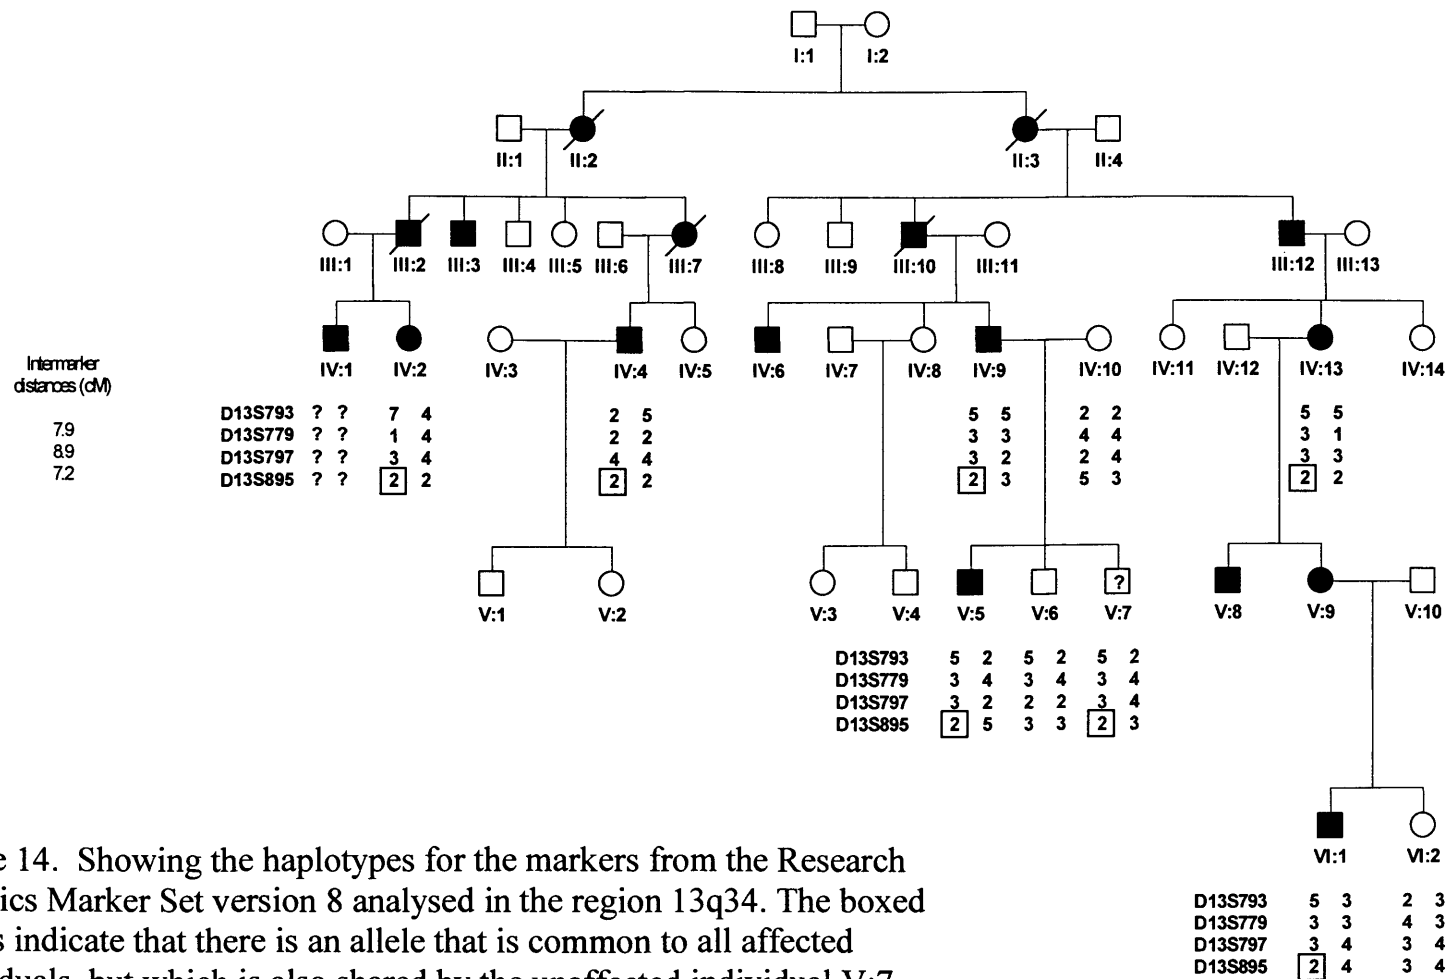 I:1 I:2
II:1 II:2 II:3 II:4
III:1 III:2 III:3 III:4 III:5 III:6 III:7 III:8 III:9 III:10 III:11 III:12 III:13
IV:1 IV:2 IV:3 IV:4 IV:5 IV:6 IV:7 IV:8 IV:9 IV:10 IV:11 IV:12 IV:13 IV:14
Intermarker
distances (cM)
7.9
8.9
7.2
D13S793 ? ? 7 4 2 5 5 5 2 2 5 5
D13S779 ? ? 1 4 2 2 3 3 4 4 3 1
D13S797 ? ? 3 4 4 4 3 2 2 4 3 3
D13S895 ? ? 2 2 2 2 2 3 5 3 2 2
?
V:1 V:2 V:3 V:4 V:5 V:6 V:7 V:8 V:9 V:10
D13S793 5 2 5 2 5 2
D13S779 3 4 3 4 3 4
D13S797 3 2 2 2 3 4
D13S895 2 5 3 3 2 3
VI:1 VI:2
D13S793 5 3 2 3
D13S779 3 3 4 3
D13S797 3 4 3 4
D13S895 2 4 3 4
e 14. Showing the haplotypes for the markers from the Research
ics Marker Set version 8 analysed in the region 13q34. The boxed
s indicate that there is an allele that is common to all affected
duals, but which is also shared by the unaffected individual V:7